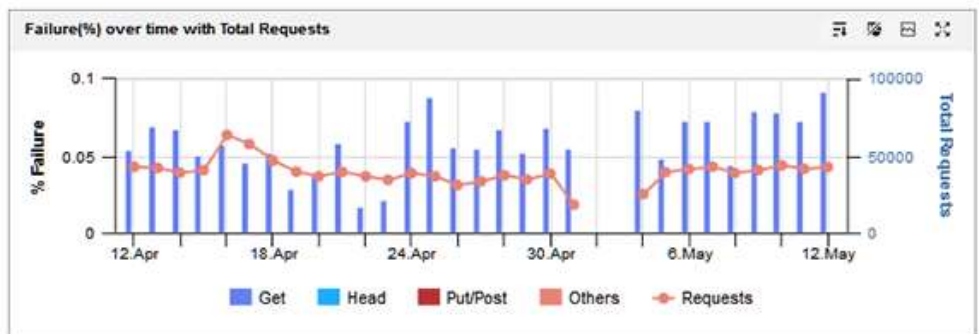 Failure(%) over time with Total Requests
0.1
100000
0.05
50000
0
0
% Failure
Total Requests
12.Apr 18.Apr 24.Apr 30.Apr 6.May 12.May
Get Head Put/Post Others Requests